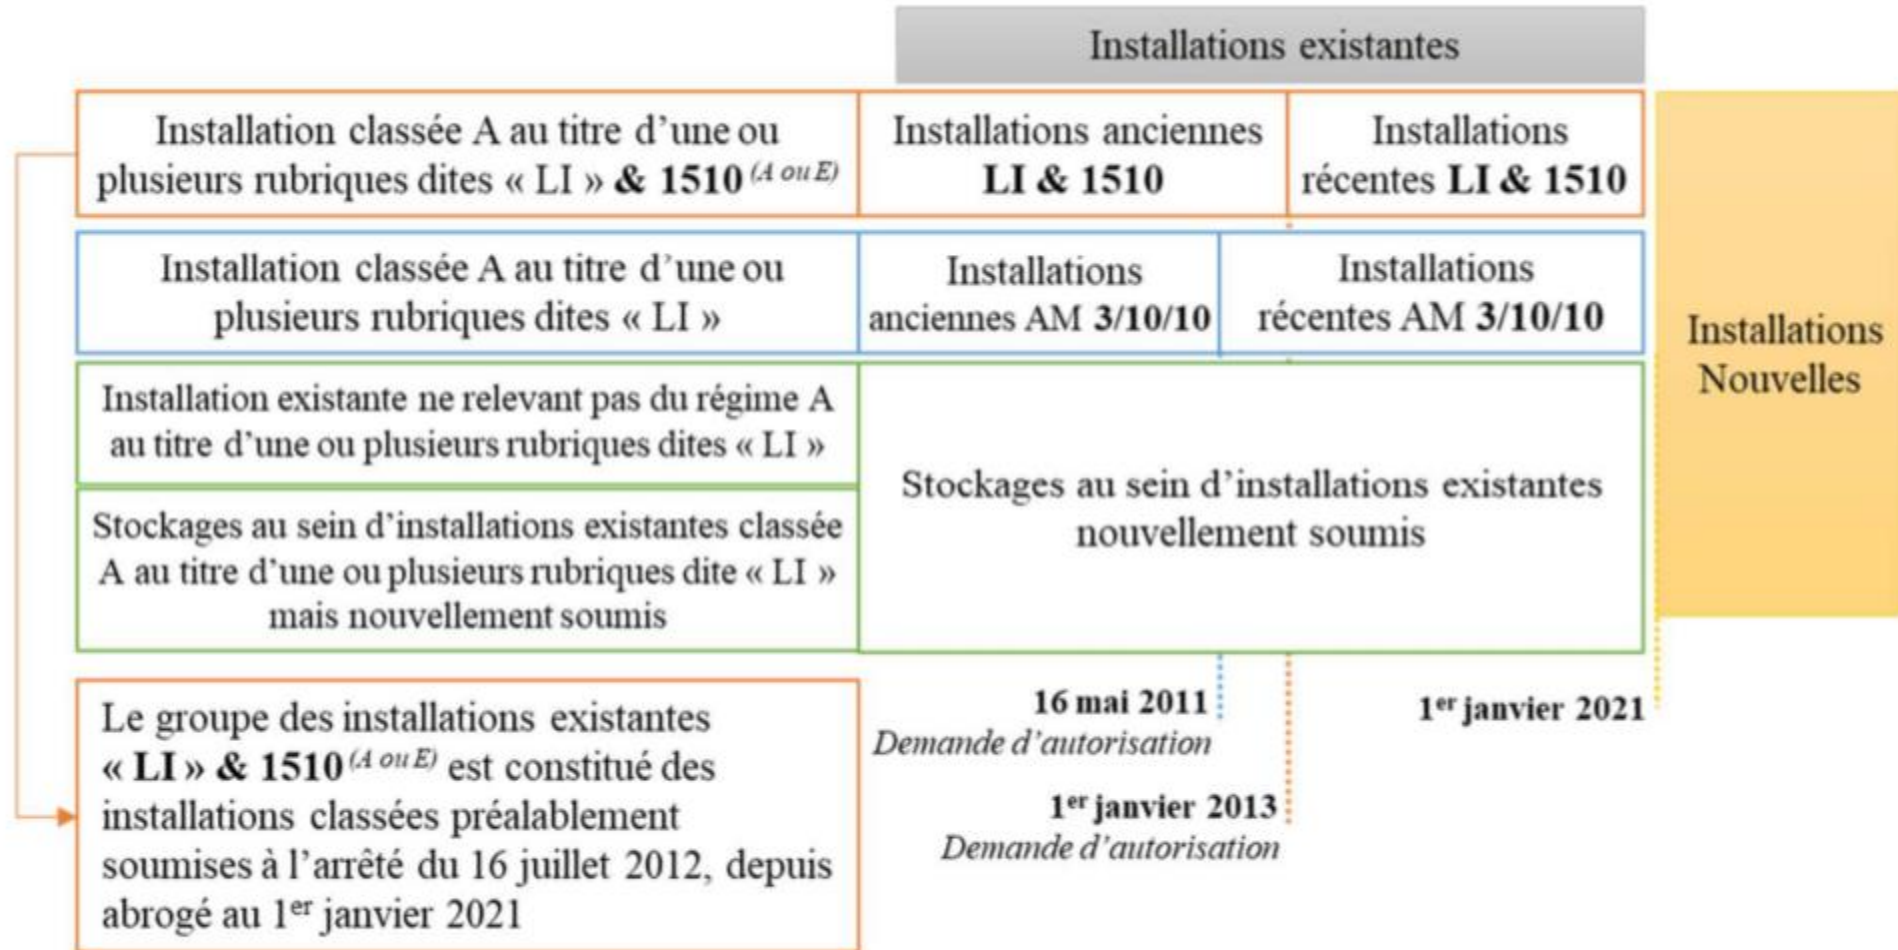 Installations existantes
Installation classée A au titre d’une ou
plusieurs rubriques dites « LI » & 1510 (A ou E)
Installations anciennes
LI & 1510
Installations
récentes LI & 1510
Installation classée A au titre d’une ou
plusieurs rubriques dites « LI »
Installations
anciennes AM 3/10/10
Installations
récentes AM 3/10/10
Installations
Nouvelles
Installation existante ne relevant pas du régime A
au titre d’une ou plusieurs rubriques dites « LI »
Stockages au sein d’installations existantes classée
A au titre d’une ou plusieurs rubriques dite « LI »
mais nouvellement soumis
Stockages au sein d’installations existantes
nouvellement soumis
16 mai 2011
Demande d’autorisation
1er janvier 2013
Demande d’autorisation
1er janvier 2021
Le groupe des installations existantes
« LI » & 1510 (A ou E) est constitué des
installations classées préalablement
soumises à l’arrêté du 16 juillet 2012, depuis
abrogé au 1er janvier 2021